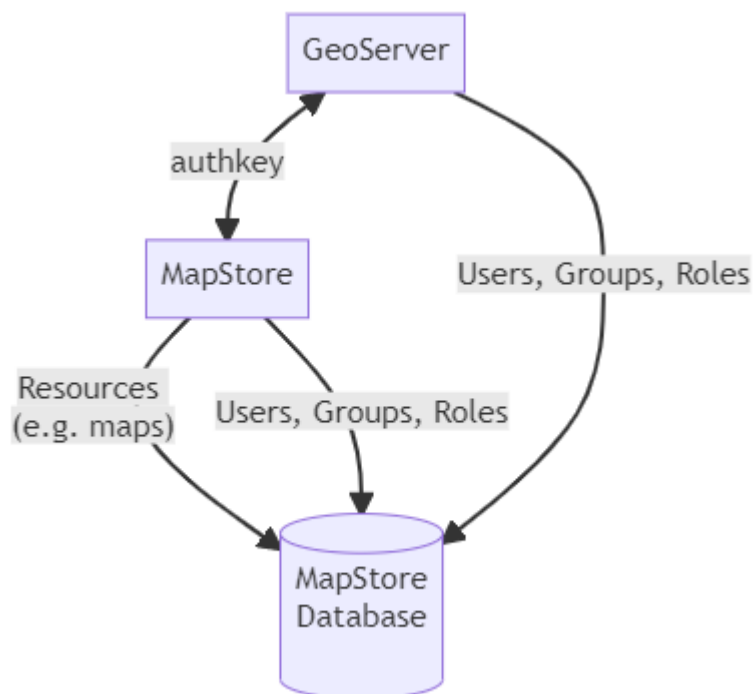 GeoServer
authkey
MapStore
Users, Groups, Roles
Resources
(e.g. maps)
Users, Groups, Roles
MapStore
Database